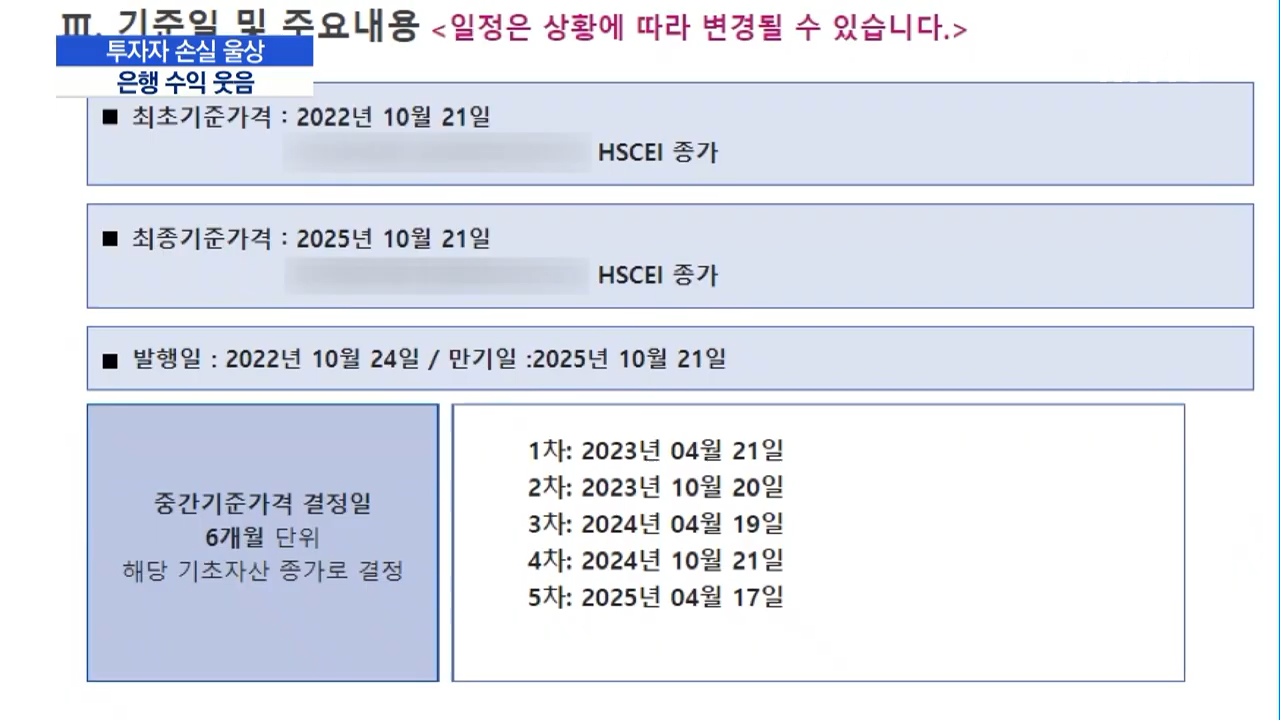 Ⅲ. 기준일 및 주요내용 <일정은 상황에 따라 변경될 수 있습니다.>
투자자 손실 울상
은행 수익 웃음
■ 최초기준가격 : 2022년 10월 21일
HSCEI 종가
■ 최종기준가격 : 2025년 10월 21일
HSCEI 종가
■ 발행일 : 2022년 10월 24일 / 만기일 :2025년 10월 21일
중간기준가격 결정일
6개월 단위
해당 기초자산 종가로 결정
1차: 2023년 04월 21일
2차: 2023년 10월 20일
3차: 2024년 04월 19일
4차: 2024년 10월 21일
5차: 2025년 04월 17일